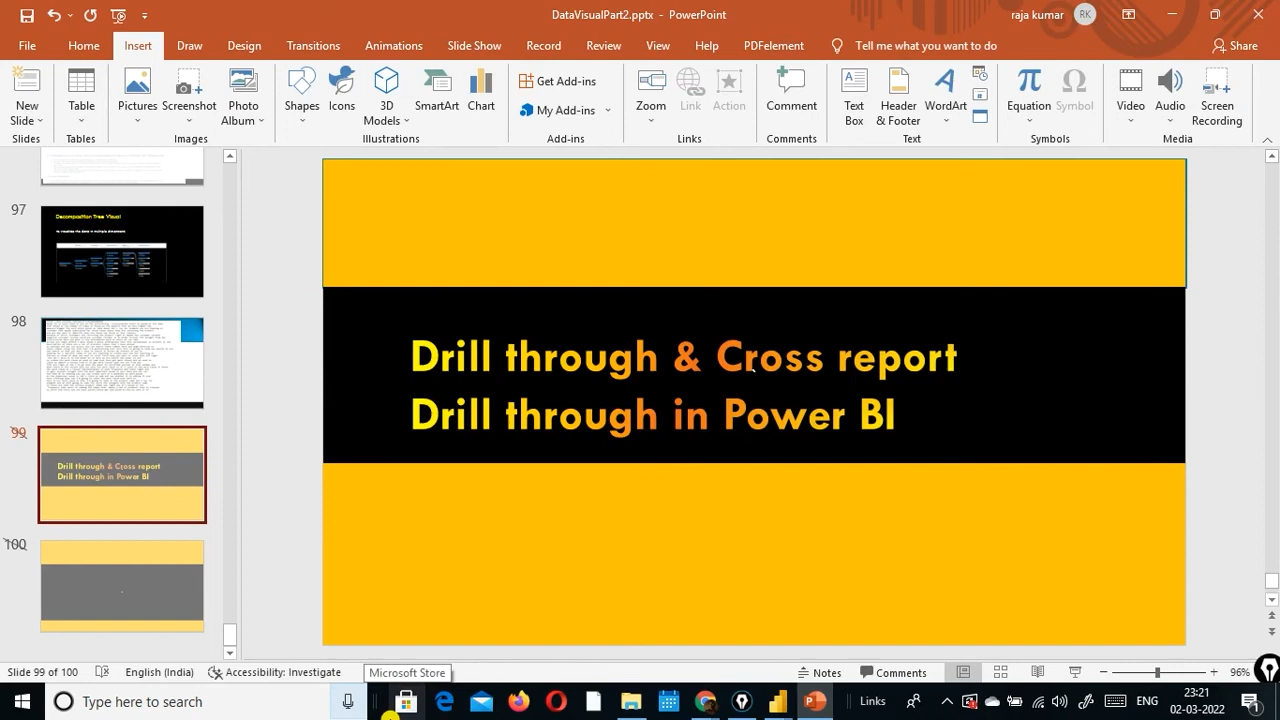 DataVisualPart2.pptx - PowerPoint
raja kumar
RK
File
Home
Insert
Draw
Design
Transitions
Animations
Slide Show
Record
Review
View
Help
PDFelement
Tell me what you want to do
Share
New Slide
Table
Pictures
Screenshot
Photo Album
Shapes
Icons
3D Models
SmartArt
Chart
Get Add-ins
My Add-ins
Zoom
Link
Action
Comment
Text Box
Header & Footer
WordArt
Equation
Symbol
Video
Audio
Screen Recording
Slides
Tables
Images
Illustrations
Add-ins
Links
Comments
Text
Symbols
Media
97
Decomposition Tree Visual
98
99
Drill through & Cross report
Drill through in Power BI
100
Drill through & Cross report
Drill through in Power BI
Slide 99 of 100
English (India)
Accessibility: Investigate
Microsoft Store
Notes
Comments
96%
Type here to search
Links
ENG
23:21
02-03-2022
1